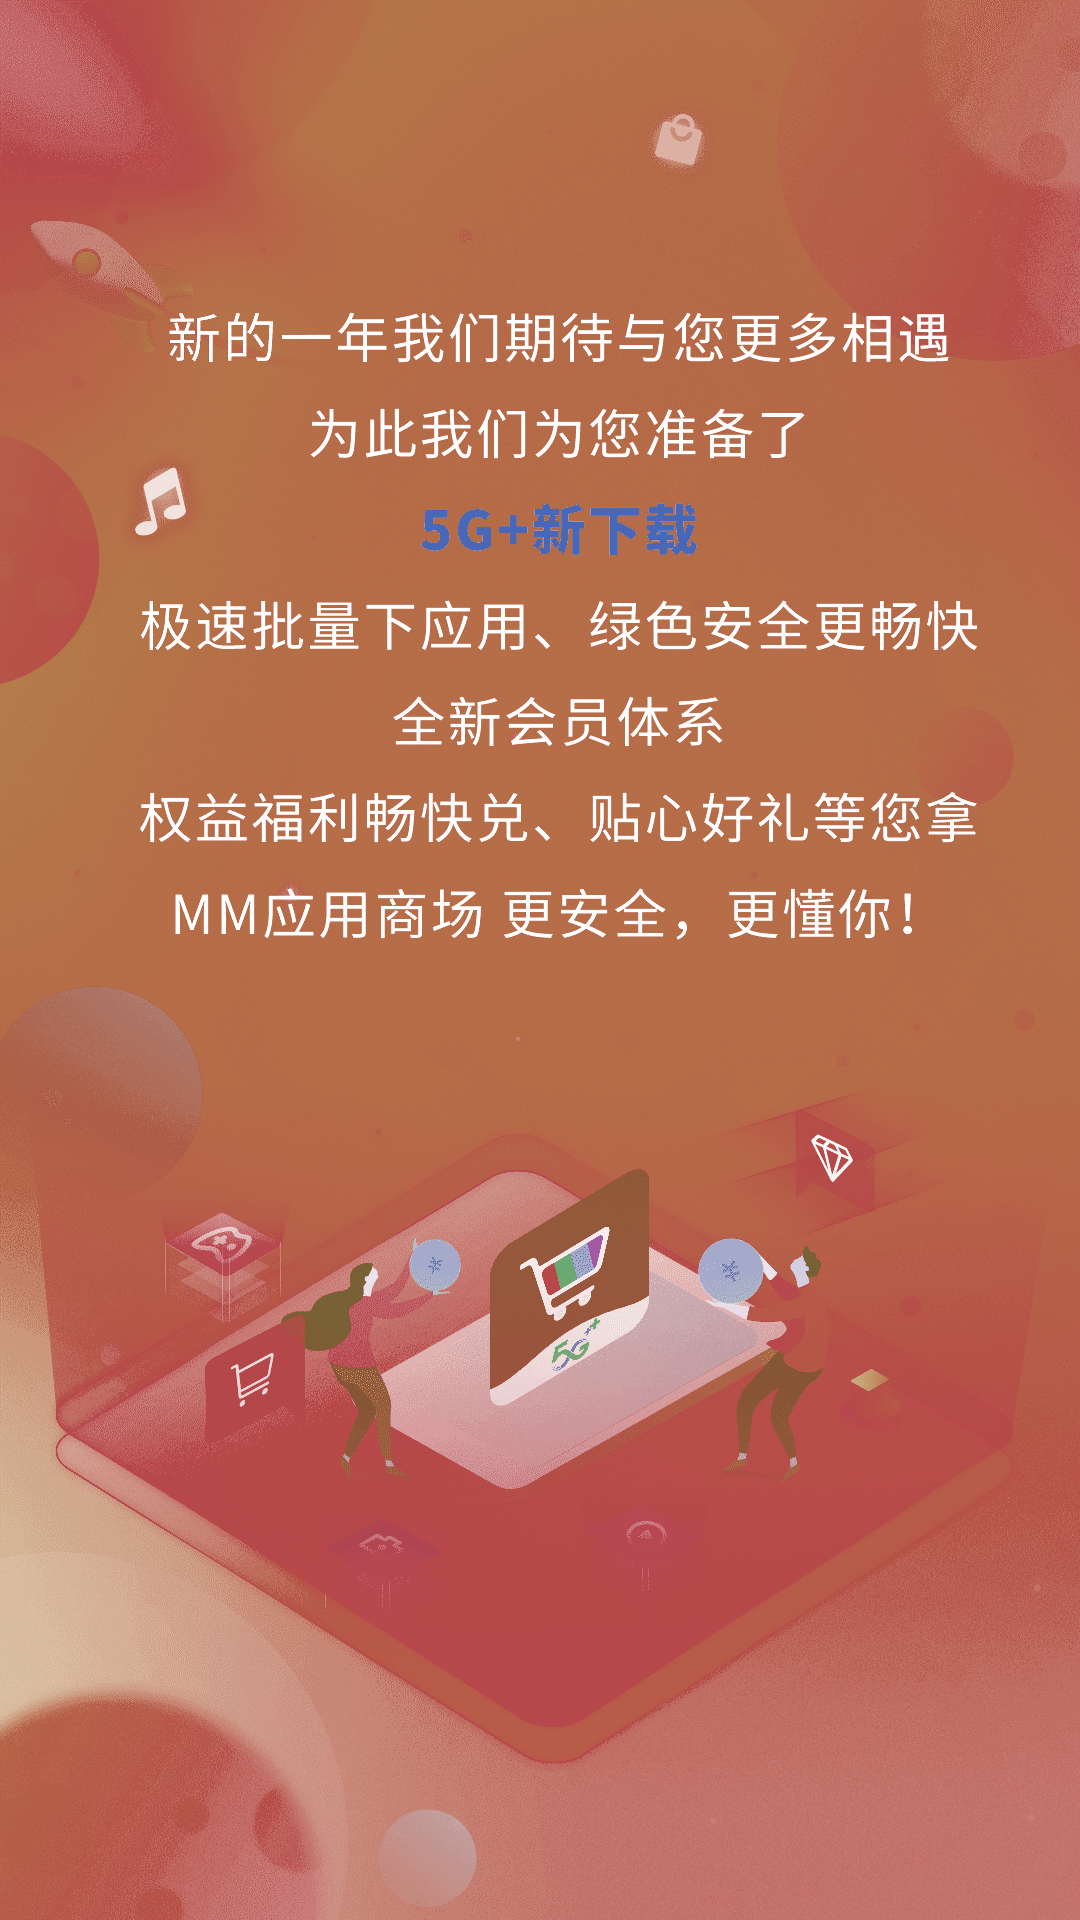 新的一年我们期待与您更多相遇
为此我们为您准备了
5G+新下载
极速批量下应用、绿色安全更畅快
全新会员体系
权益福利畅快兑、贴心好礼等您拿
MM应用商场 更安全，更懂你！
¥
¥
5G+